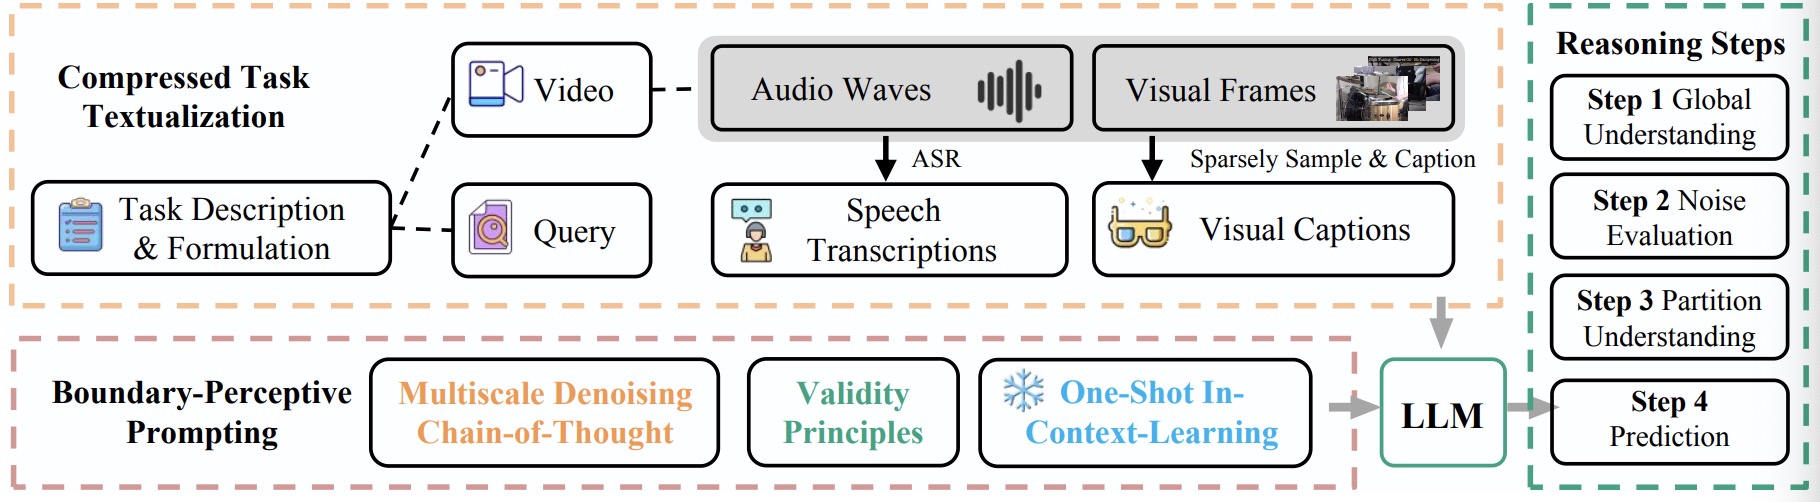 Compressed Task
Textualization
Video
Audio Waves
Visual Frames
ASR
Sparsely Sample & Caption
Task Description
& Formulation
Query
Speech
Transcriptions
Visual Captions
Boundary-Perceptive
Prompting
Multiscale Denoising
Chain-of-Thought
Validity
Principles
One-Shot In-
Context-Learning
LLM
Reasoning Steps
Step 1 Global
Understanding
Step 2 Noise
Evaluation
Step 3 Partition
Understanding
Step 4
Prediction